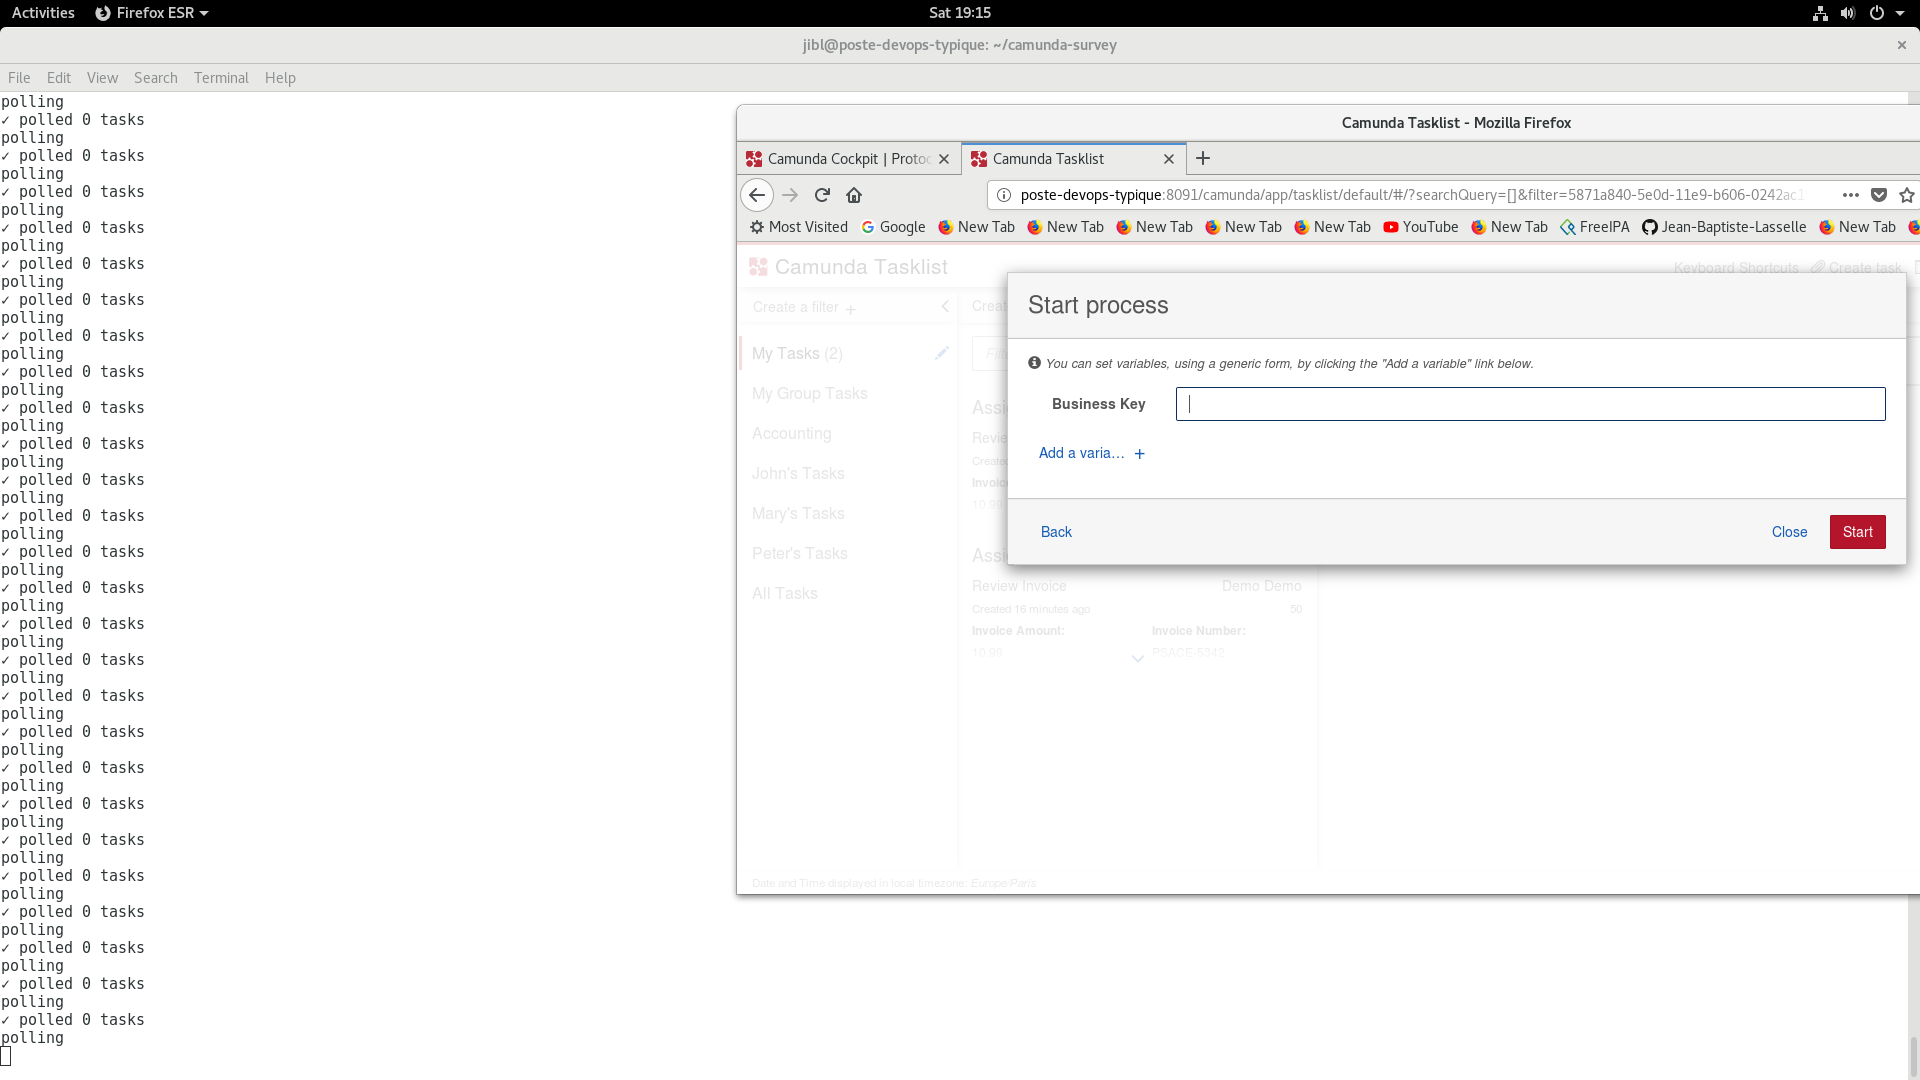 Activities Firefox ESR Sat 19:15
jibl@poste-devops-typique: ~/camunda-survey
File Edit View Search Terminal Help
polling
✓ polled 0 tasks
polling
✓ polled 0 tasks
polling
✓ polled 0 tasks
polling
✓ polled 0 tasks
polling
✓ polled 0 tasks
polling
✓ polled 0 tasks
polling
✓ polled 0 tasks
polling
✓ polled 0 tasks
polling
✓ polled 0 tasks
polling
✓ polled 0 tasks
polling
✓ polled 0 tasks
polling
✓ polled 0 tasks
polling
✓ polled 0 tasks
polling
✓ polled 0 tasks
polling
✓ polled 0 tasks
polling
✓ polled 0 tasks
polling
✓ polled 0 tasks
polling
✓ polled 0 tasks
polling
✓ polled 0 tasks
polling
✓ polled 0 tasks
polling
✓ polled 0 tasks
polling
✓ polled 0 tasks
polling
✓ polled 0 tasks
polling
✓ polled 0 tasks
polling
✓ polled 0 tasks
polling
✓ polled 0 tasks
polling
Camunda Tasklist - Mozilla Firefox
Camunda Cockpit | Protoc Camunda Tasklist
poste-devops-typique:8091/camunda/app/tasklist/default/#/?searchQuery=[]&filter=5871a840-5e0d-11e9-b606-0242ac1
Most Visited Google New Tab New Tab New Tab New Tab New Tab YouTube New Tab FreeIPA Jean-Baptiste-Lasselle New Tab
Camunda Tasklist
Keyboard Shortcuts Create task
Create a filter +
My Tasks (2)
My Group Tasks
Accounting
John's Tasks
Mary's Tasks
Peter's Tasks
All Tasks
Start process
You can set variables, using a generic form, by clicking the "Add a variable" link below.
Business Key
Add a varia… +
Back Close Start
Review Invoice Demo Demo
Created 16 minutes ago 50
Invoice Amount: Invoice Number:
10.99 PSACE-5342
Date and Time displayed in local timezone: Europe/Paris